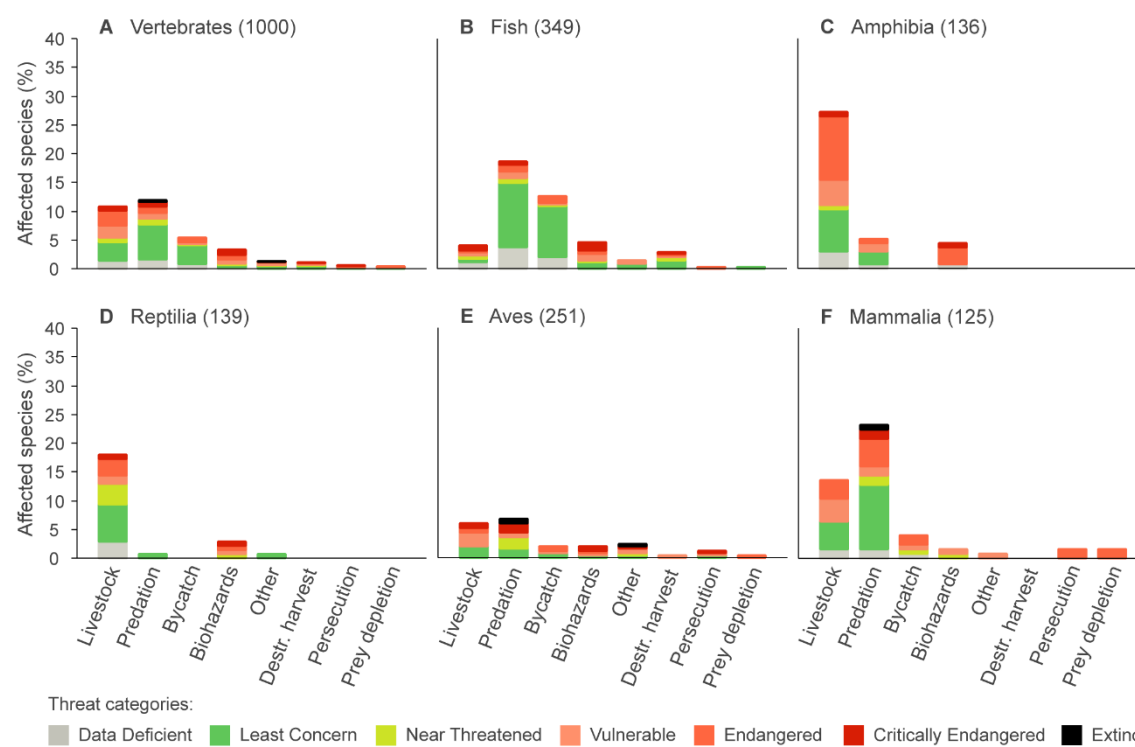 A Vertebrates (1000)
B Fish (349)
C Amphibia (136)
Affected species (%)
40
35
30
25
20
15
10
5
0
D Reptilia (139)
E Aves (251)
F Mammalia (125)
Affected species (%)
40
35
30
25
20
15
10
5
0
Livestock
Predation
Bycatch
Biohazards
Other
Destr. harvest
Persecution
Prey depletion
Livestock
Predation
Bycatch
Biohazards
Other
Destr. harvest
Persecution
Prey depletion
Livestock
Predation
Bycatch
Biohazards
Other
Destr. harvest
Persecution
Prey depletion
Threat categories:
Data Deficient Least Concern Near Threatened Vulnerable Endangered Critically Endangered Extinc